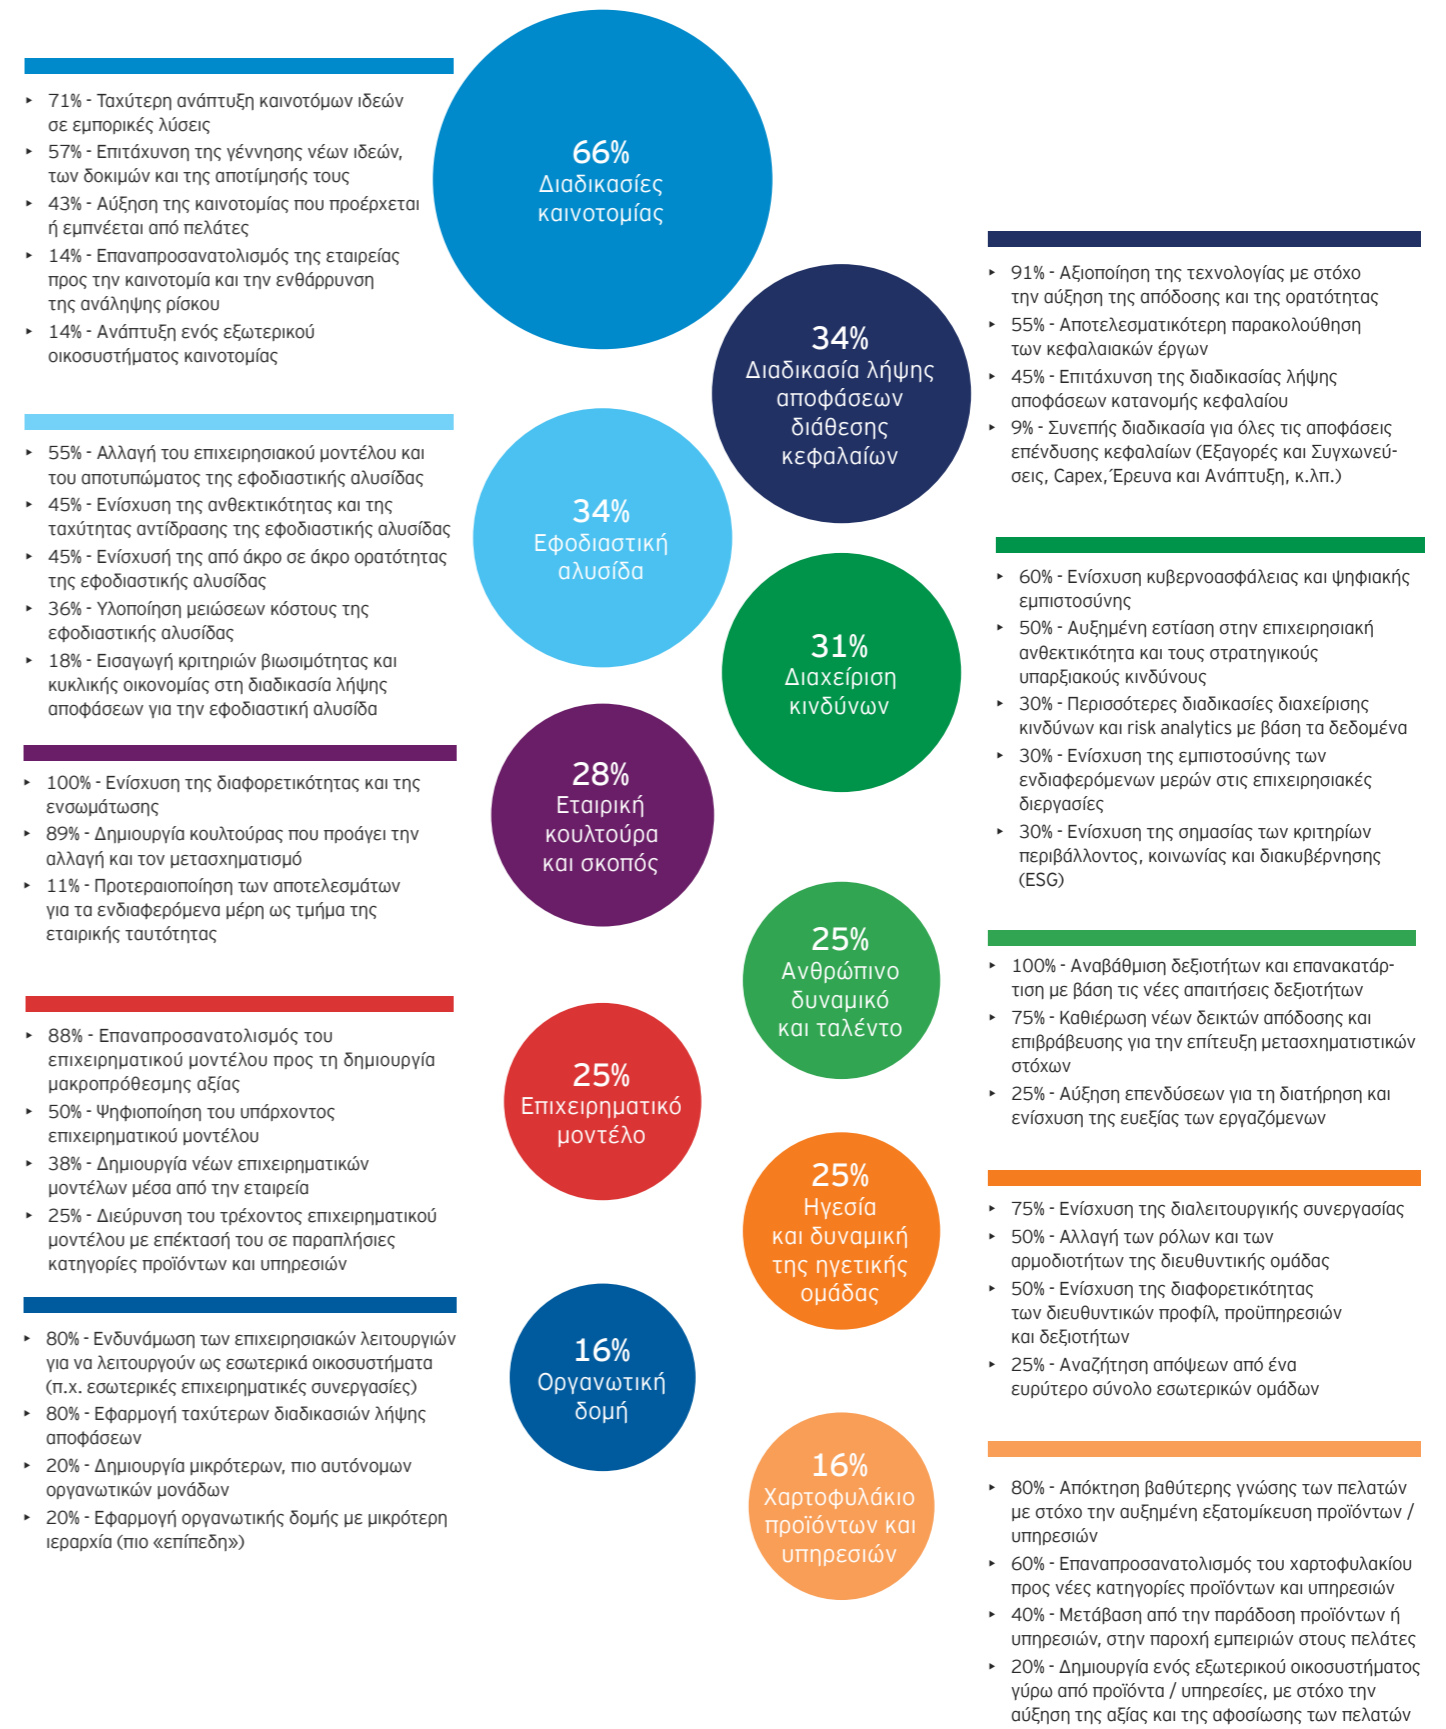 66%
Διαδικασίες
καινοτομίας
▸ 71% - Ταχύτερη ανάπτυξη καινοτόμων ιδεών
σε εμπορικές λύσεις
▸ 57% - Επιτάχυνση της γέννησης νέων ιδεών,
των δοκιμών και της αποτίμησής τους
▸ 43% - Αύξηση της καινοτομίας που προέρχεται
ή εμπνέεται από πελάτες
▸ 14% - Επαναπροσανατολισμός της εταιρείας
προς την καινοτομία και την ενθάρρυνση
της ανάληψης ρίσκου
▸ 14% - Ανάπτυξη ενός εξωτερικού
οικοσυστήματος καινοτομίας
34%
Διαδικασία λήψης
αποφάσεων
διάθεσης
κεφαλαίων
▸ 91% - Αξιοποίηση της τεχνολογίας με στόχο
την αύξηση της απόδοσης και της ορατότητας
▸ 55% - Αποτελεσματικότερη παρακολούθηση
των κεφαλαιακών έργων
▸ 45% - Επιτάχυνση της διαδικασίας λήψης
αποφάσεων κατανομής κεφαλαίου
▸ 9% - Συνεπής διαδικασία για όλες τις αποφάσεις
επένδυσης κεφαλαίων (Εξαγορές και Συγχωνεύ-
σεις, Capex, Έρευνα και Ανάπτυξη, κ.λπ.)
34%
Εφοδιαστική
αλυσίδα
▸ 55% - Αλλαγή του επιχειρησιακού μοντέλου και
του αποτυπώματος της εφοδιαστικής αλυσίδας
▸ 45% - Ενίσχυση της ανθεκτικότητας και της
ταχύτητας αντίδρασης της εφοδιαστικής αλυσίδας
▸ 45% - Ενίσχυσή της από άκρο σε άκρο ορατότητας
της εφοδιαστικής αλυσίδας
▸ 36% - Υλοποίηση μειώσεων κόστους της
εφοδιαστικής αλυσίδας
▸ 18% - Εισαγωγή κριτηριών βιωσιμότητας και
κυκλικής οικονομίας στη διαδικασία λήψης
αποφάσεων για την εφοδιαστική αλυσίδα
31%
Διαχείριση
κινδύνων
▸ 60% - Ενίσχυση κυβερνοασφάλειας και ψηφιακής
εμπιστοσύνης
▸ 50% - Αυξημένη εστίαση στην επιχειρησιακή
ανθεκτικότητα και τους στρατηγικούς
υπαρξιακούς κινδύνους
▸ 30% - Περισσότερες διαδικασίες διαχείρισης
κινδύνων και risk analytics με βάση τα δεδομένα
▸ 30% - Ενίσχυση της εμπιστοσύνης των
ενδιαφερόμενων μερών στις επιχειρησιακές
διεργασίες
▸ 30% - Ενίσχυση της σημασίας των κριτηρίων
περιβάλλοντος, κοινωνίας και διακυβέρνησης
(ESG)
28%
Εταιρική
κουλτούρα
και σκοπός
▸ 100% - Ενίσχυση της διαφορετικότητας και της
ενσωμάτωσης
▸ 89% - Δημιουργία κουλτούρας που προάγει την
αλλαγή και τον μετασχηματισμό
▸ 11% - Προτεραιοποίηση των αποτελεσμάτων
για τα ενδιαφερόμενα μέρη ως τμήμα της
εταιρικής ταυτότητας
25%
Ανθρώπινο
δυναμικό
και ταλέντο
▸ 100% - Αναβάθμιση δεξιοτήτων και επανακατάρ-
τιση με βάση τις νέες απαιτήσεις δεξιοτήτων
▸ 75% - Καθιέρωση νέων δεικτών απόδοσης και
επιβράβευσης για την επίτευξη μετασχηματιστικών
στόχων
▸ 25% - Αύξηση επενδύσεων για τη διατήρηση και
ενίσχυση της ευεξίας των εργαζόμενων
25%
Επιχειρηματικό
μοντέλο
▸ 88% - Επαναπροσανατολισμός του
επιχειρηματικού μοντέλου προς τη δημιουργία
μακροπρόθεσμης αξίας
▸ 50% - Ψηφιοποίηση του υπάρχοντος
επιχειρηματικού μοντέλου
▸ 38% - Δημιουργία νέων επιχειρηματικών
μοντέλων μέσα από την εταιρεία
▸ 25% - Διεύρυνση του τρέχοντος επιχειρηματικού
μοντέλου με επέκτασή του σε παραπλήσιες
κατηγορίες προϊόντων και υπηρεσιών
25%
Ηγεσία
και δυναμική
της ηγετικής
ομάδας
▸ 75% - Ενίσχυση της διαλειτουργικής συνεργασίας
▸ 50% - Αλλαγή των ρόλων και των
αρμοδιοτήτων της διευθυντικής ομάδας
▸ 50% - Ενίσχυση της διαφορετικότητας
των διευθυντικών προφίλ, προϋπηρεσιών
και δεξιοτήτων
▸ 25% - Αναζήτηση απόψεων από ένα
ευρύτερο σύνολο εσωτερικών ομάδων
16%
Οργανωτική
δομή
▸ 80% - Ενδυνάμωση των επιχειρησιακών λειτουργιών
για να λειτουργούν ως εσωτερικά οικοσυστήματα
(π.χ. εσωτερικές επιχειρηματικές συνεργασίες)
▸ 80% - Εφαρμογή ταχύτερων διαδικασιών λήψης
αποφάσεων
▸ 20% - Δημιουργία μικρότερων, πιο αυτόνομων
οργανωτικών μονάδων
▸ 20% - Εφαρμογή οργανωτικής δομής με μικρότερη
ιεραρχία (πιο «επίπεδη»)
16%
Χαρτοφυλάκιο
προϊόντων και
υπηρεσιών
▸ 80% - Απόκτηση βαθύτερης γνώσης των πελατών
με στόχο την αυξημένη εξατομίκευση προϊόντων /
υπηρεσιών
▸ 60% - Επαναπροσανατολισμός του χαρτοφυλακίου
προς νέες κατηγορίες προϊόντων και υπηρεσιών
▸ 40% - Μετάβαση από την παράδοση προϊόντων ή
υπηρεσιών, στην παροχή εμπειριών στους πελάτες
▸ 20% - Δημιουργία ενός εξωτερικού οικοσυστήματος
γύρω από προϊόντα / υπηρεσίες, με στόχο την
αύξηση της αξίας και της αφοσίωσης των πελατών